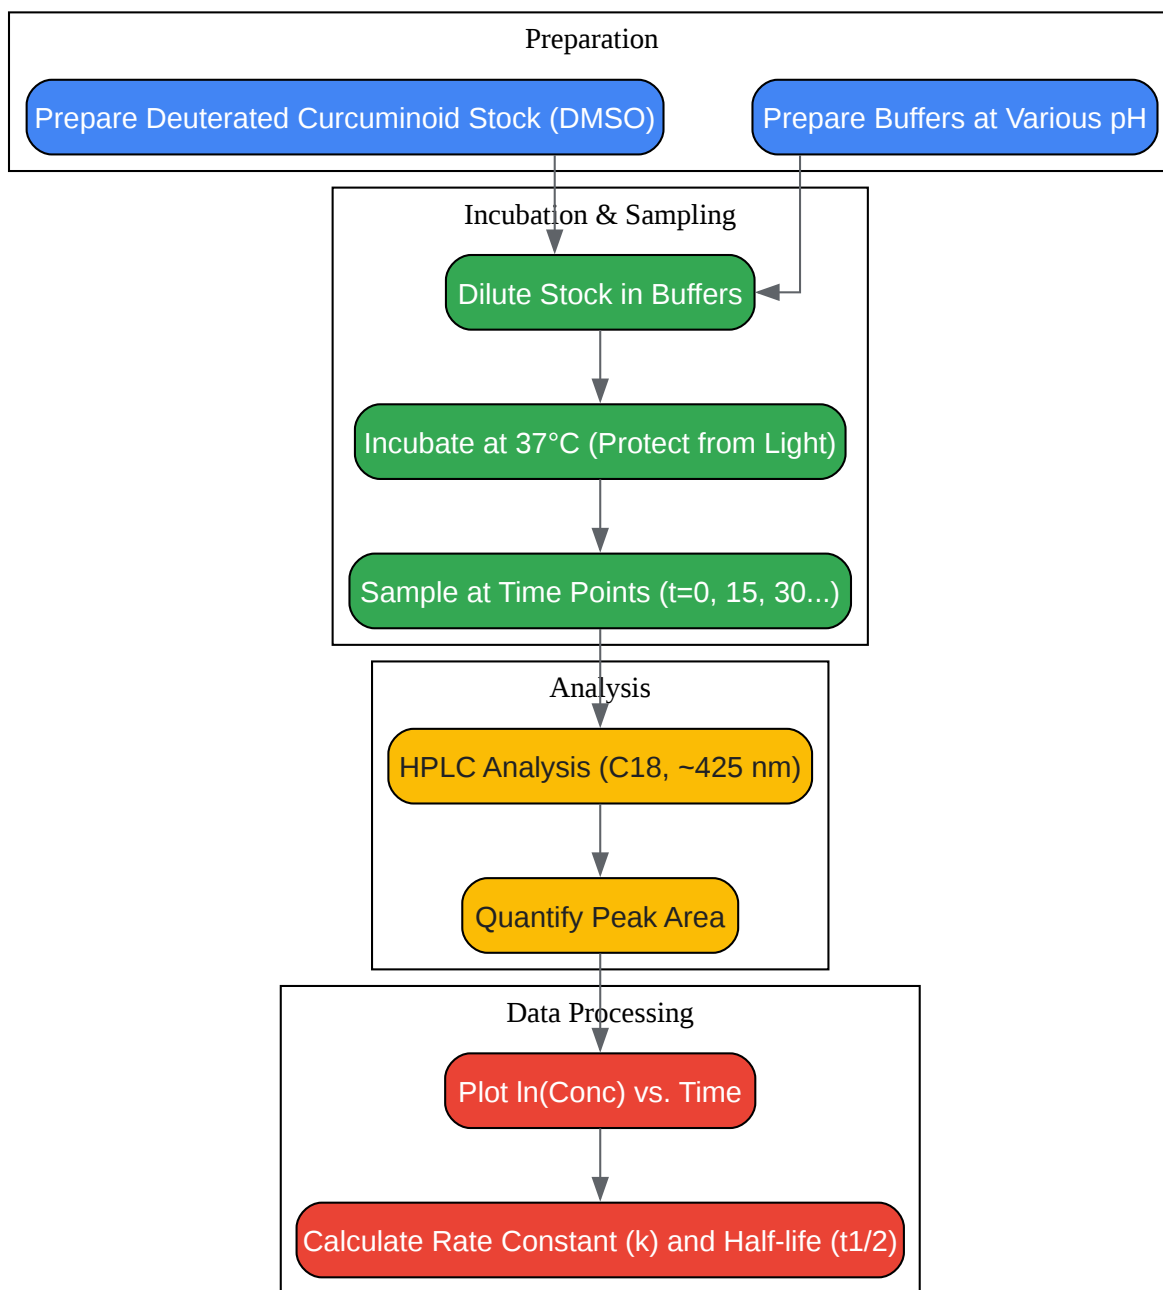 Preparation
Prepare Deuterated Curcuminoid Stock (DMSO)
Prepare Buffers at Various pH
Incubation & Sampling
Dilute Stock in Buffers
Incubate at 37°C (Protect from Light)
Sample at Time Points (t=0, 15, 30...)
Analysis
HPLC Analysis (C18, ~425 nm)
Quantify Peak Area
Data Processing
Plot ln(Conc) vs. Time
Calculate Rate Constant (k) and Half-life (t1/2)